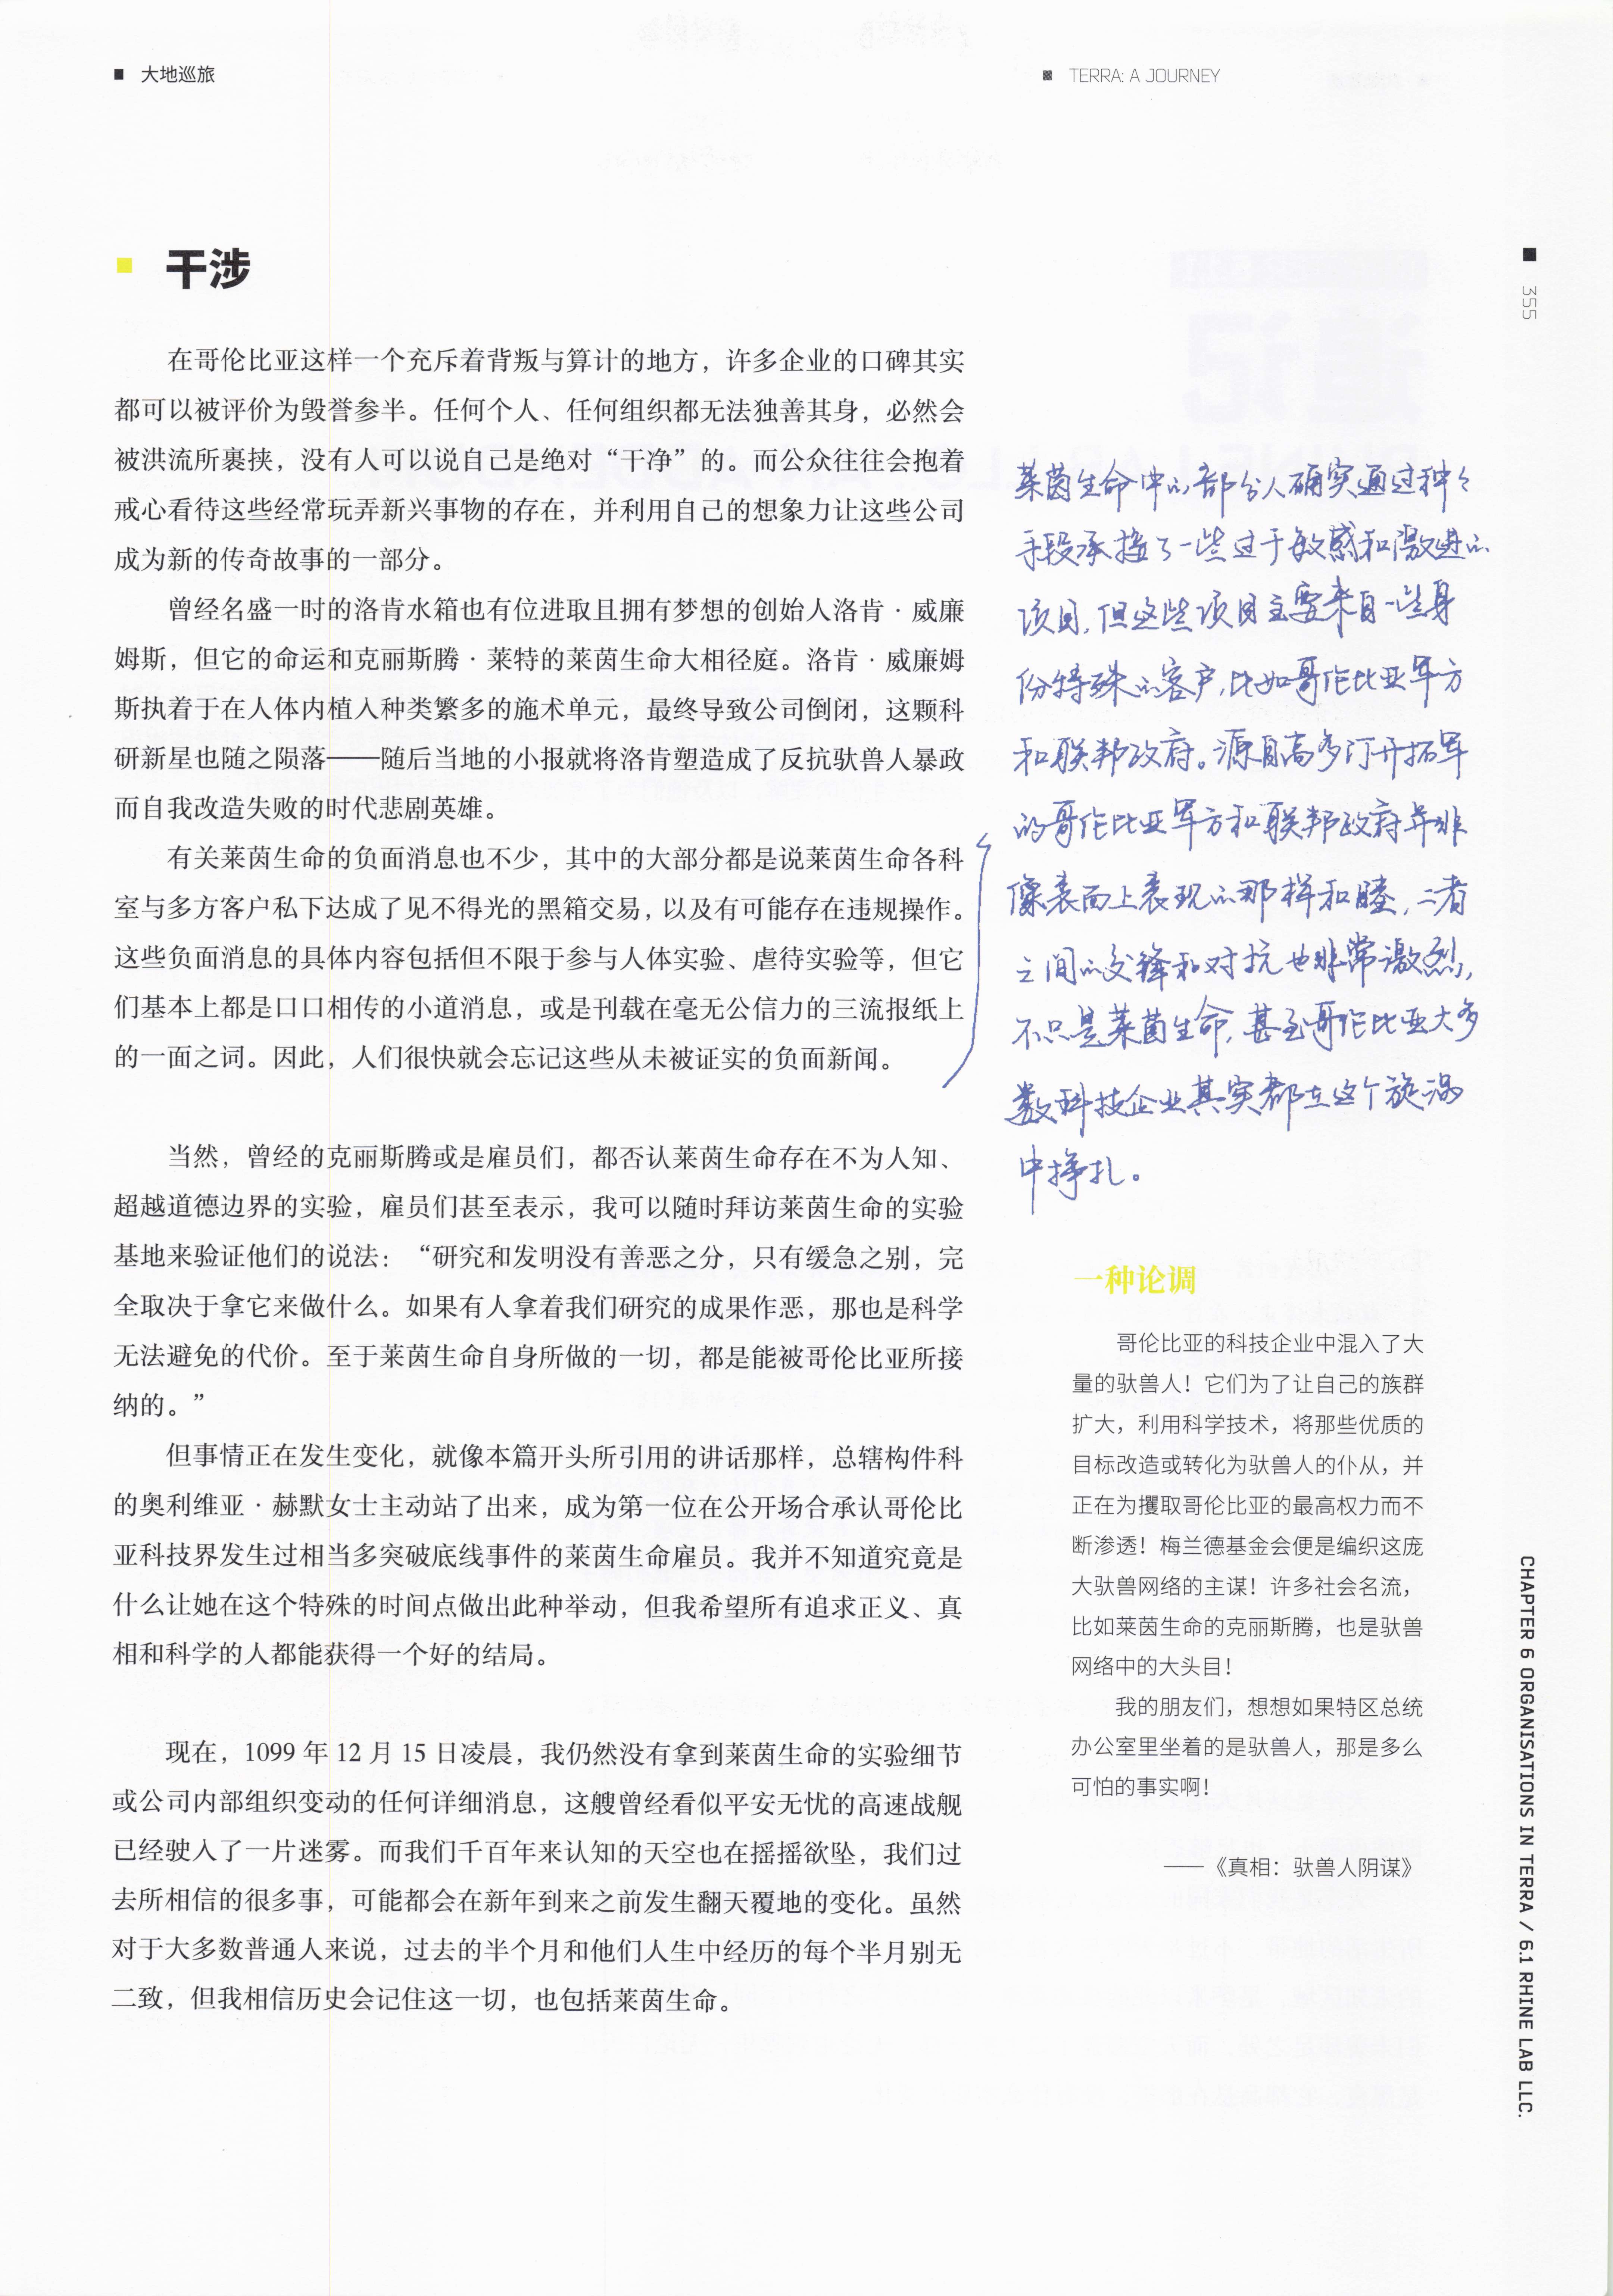 大地巡旅
TERRA: A JOURNEY
355
干涉
在哥伦比亚这样一个充斥着背叛与算计的地方，许多企业的口碑其实
都可以被评价为毁誉参半。任何个人、任何组织都无法独善其身，必然会
被洪流所裹挟，没有人可以说自己是绝对“干净”的。而公众往往会抱着
戒心看待这些经常玩弄新兴事物的存在，并利用自己的想象力让这些公司
成为新的传奇故事的一部分。
曾经名盛一时的洛肯水箱也有位进取且拥有梦想的创始人洛肯·威廉
姆斯，但它的命运和克丽斯腾·莱特的莱茵生命大相径庭。洛肯·威廉姆
斯执着于在人体内植入种类繁多的施术单元，最终导致公司倒闭，这颗科
研新星也随之陨落——随后当地的小报就将洛肯塑造成了反抗驮兽人暴政
而自我改造失败的时代悲剧英雄。
有关莱茵生命的负面消息也不少，其中的大部分都是说莱茵生命各科
室与多方客户私下达成了见不得光的黑箱交易，以及有可能存在违规操作。
这些负面消息的具体内容包括但不限于参与人体实验、虐待实验等，但它
们基本上都是口口相传的小道消息，或是刊载在毫无公信力的三流报纸上
的一面之词。因此，人们很快就会忘记这些从未被证实的负面新闻。
当然，曾经的克丽斯腾或是雇员们，都否认莱茵生命存在不为人知、
超越道德边界的实验，雇员们甚至表示，我可以随时拜访莱茵生命的实验
基地来验证他们的说法：“研究和发明没有善恶之分，只有缓急之别，完
全取决于拿它来做什么。如果有人拿着我们研究的成果作恶，那也是科学
无法避免的代价。至于莱茵生命自身所做的一切，都是能被哥伦比亚所接
纳的。”
但事情正在发生变化，就像本篇开头所引用的讲话那样，总辖构件科
的奥利维亚·赫默女士主动站了出来，成为第一位在公开场合承认哥伦比
亚科技界发生过相当多突破底线事件的莱茵生命雇员。我并不知道究竟是
什么让她在这个特殊的时间点做出此种举动，但我希望所有追求正义、真
相和科学的人都能获得一个好的结局。
现在，1099 年 12 月 15 日凌晨，我仍然没有拿到莱茵生命的实验细节
或公司内部组织变动的任何详细消息，这艘曾经看似平安无忧的高速战舰
已经驶入了一片迷雾。而我们千百年来认知的天空也在摇摇欲坠，我们过
去所相信的很多事，可能都会在新年到来之前发生翻天覆地的变化。虽然
对于大多数普通人来说，过去的半个月和他们人生中经历的每个半月别无
二致，但我相信历史会记住这一切，也包括莱茵生命。
莱茵生命中的部分人确实通过种々
手段承接了一些过于敏感和激进的
项目，但这些项目主要来自一些身
份特殊的客户，比如哥伦比亚军方
和联邦政府。源自高多汀开拓军
的哥伦比亚军方和联邦政府并非
像表面上表现的那样和睦，二者
之间的交锋和对抗也非常激烈，
不只是莱茵生命，甚至哥伦比亚大多
数科技企业其实都在这个旋涡
中挣扎。
一种论调
哥伦比亚的科技企业中混入了大
量的驮兽人！它们为了让自己的族群
扩大，利用科学技术，将那些优质的
目标改造或转化为驮兽人的仆从，并
正在为攫取哥伦比亚的最高权力而不
断渗透！梅兰德基金会便是编织这庞
大驮兽网络的主谋！许多社会名流，
比如莱茵生命的克丽斯腾，也是驮兽
网络中的大头目！
我的朋友们，想想如果特区总统
办公室里坐着的是驮兽人，那是多么
可怕的事实啊！
——《真相：驮兽人阴谋》
CHAPTER 6 ORGANISATIONS IN TERRA / 6.1 RHINE LAB LLC.